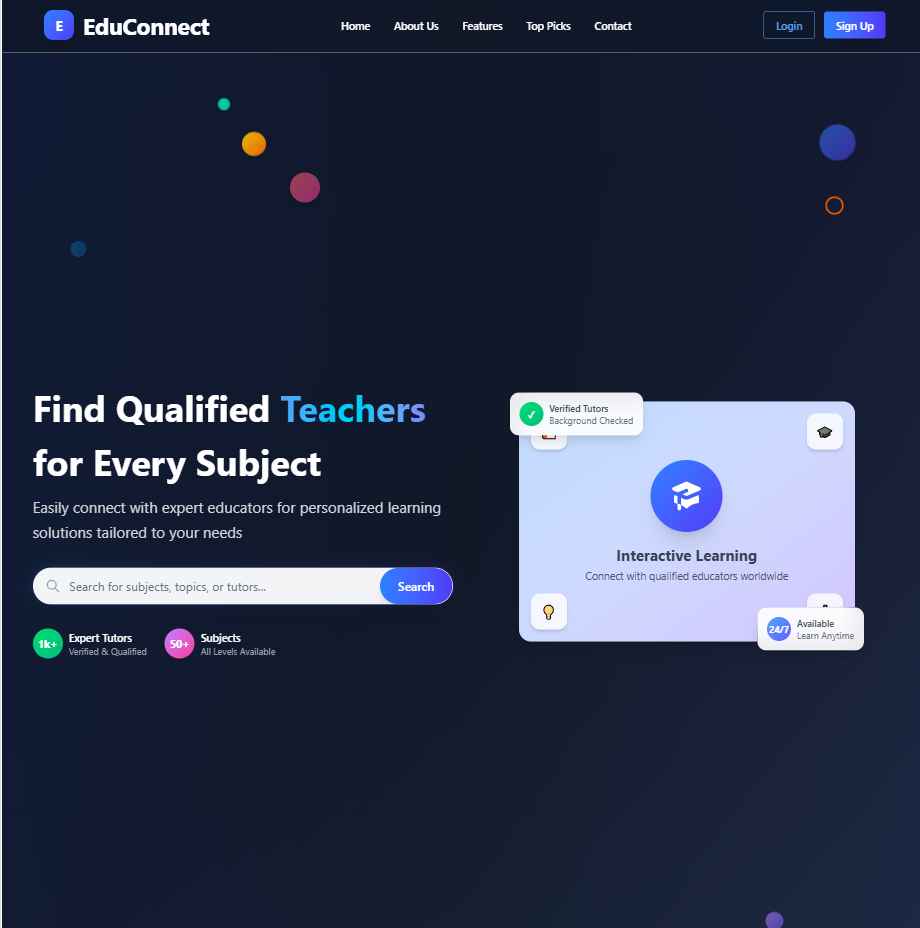 E EduConnect
Home About Us Features Top Picks Contact
Login Sign Up
Find Qualified Teachers
for Every Subject
Easily connect with expert educators for personalized learning
solutions tailored to your needs
Search for subjects, topics, or tutors...
Search
1k+ Expert Tutors
Verified & Qualified
50+ Subjects
All Levels Available
✓ Verified Tutors
Background Checked
Interactive Learning
Connect with qualified educators worldwide
24/7 Available
Learn Anytime